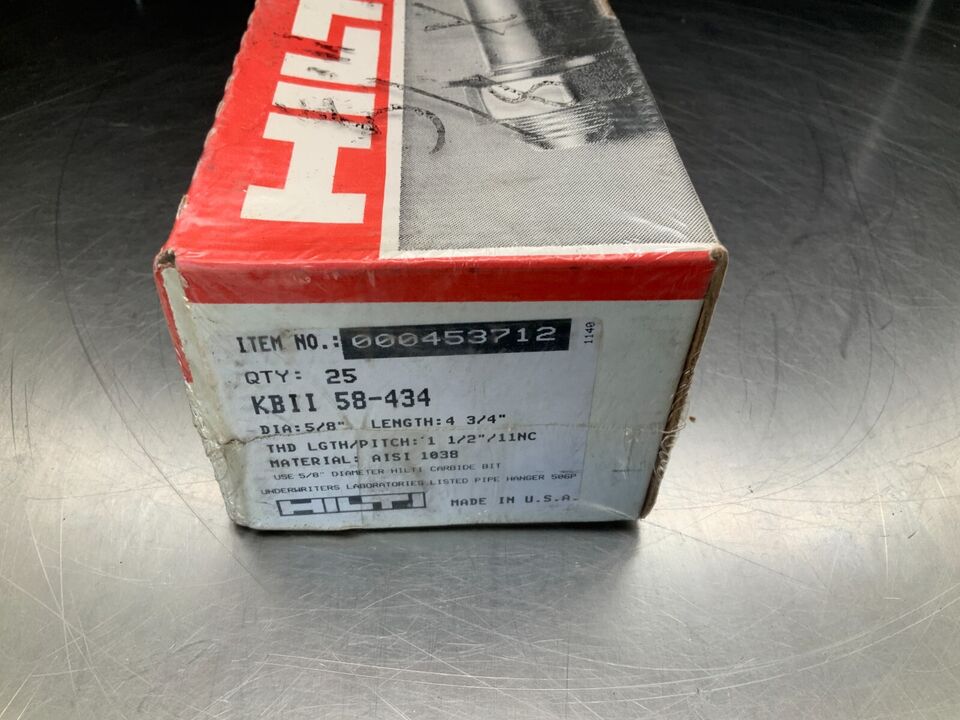 HILTI
ITEM NO.: 000453712
1140
QTY: 25
KBII 58-434
DIA:5/8" LENGTH:4 3/4"
THD LGTH/PITCH:1 1/2"/11NC
MATERIAL: AISI 1038
USE 5/8" DIAMETER HILTI CARBIDE BIT
UNDERWRITERS LABORATORIES LISTED PIPE HANGER 506P
HILTI MADE IN U.S.A.